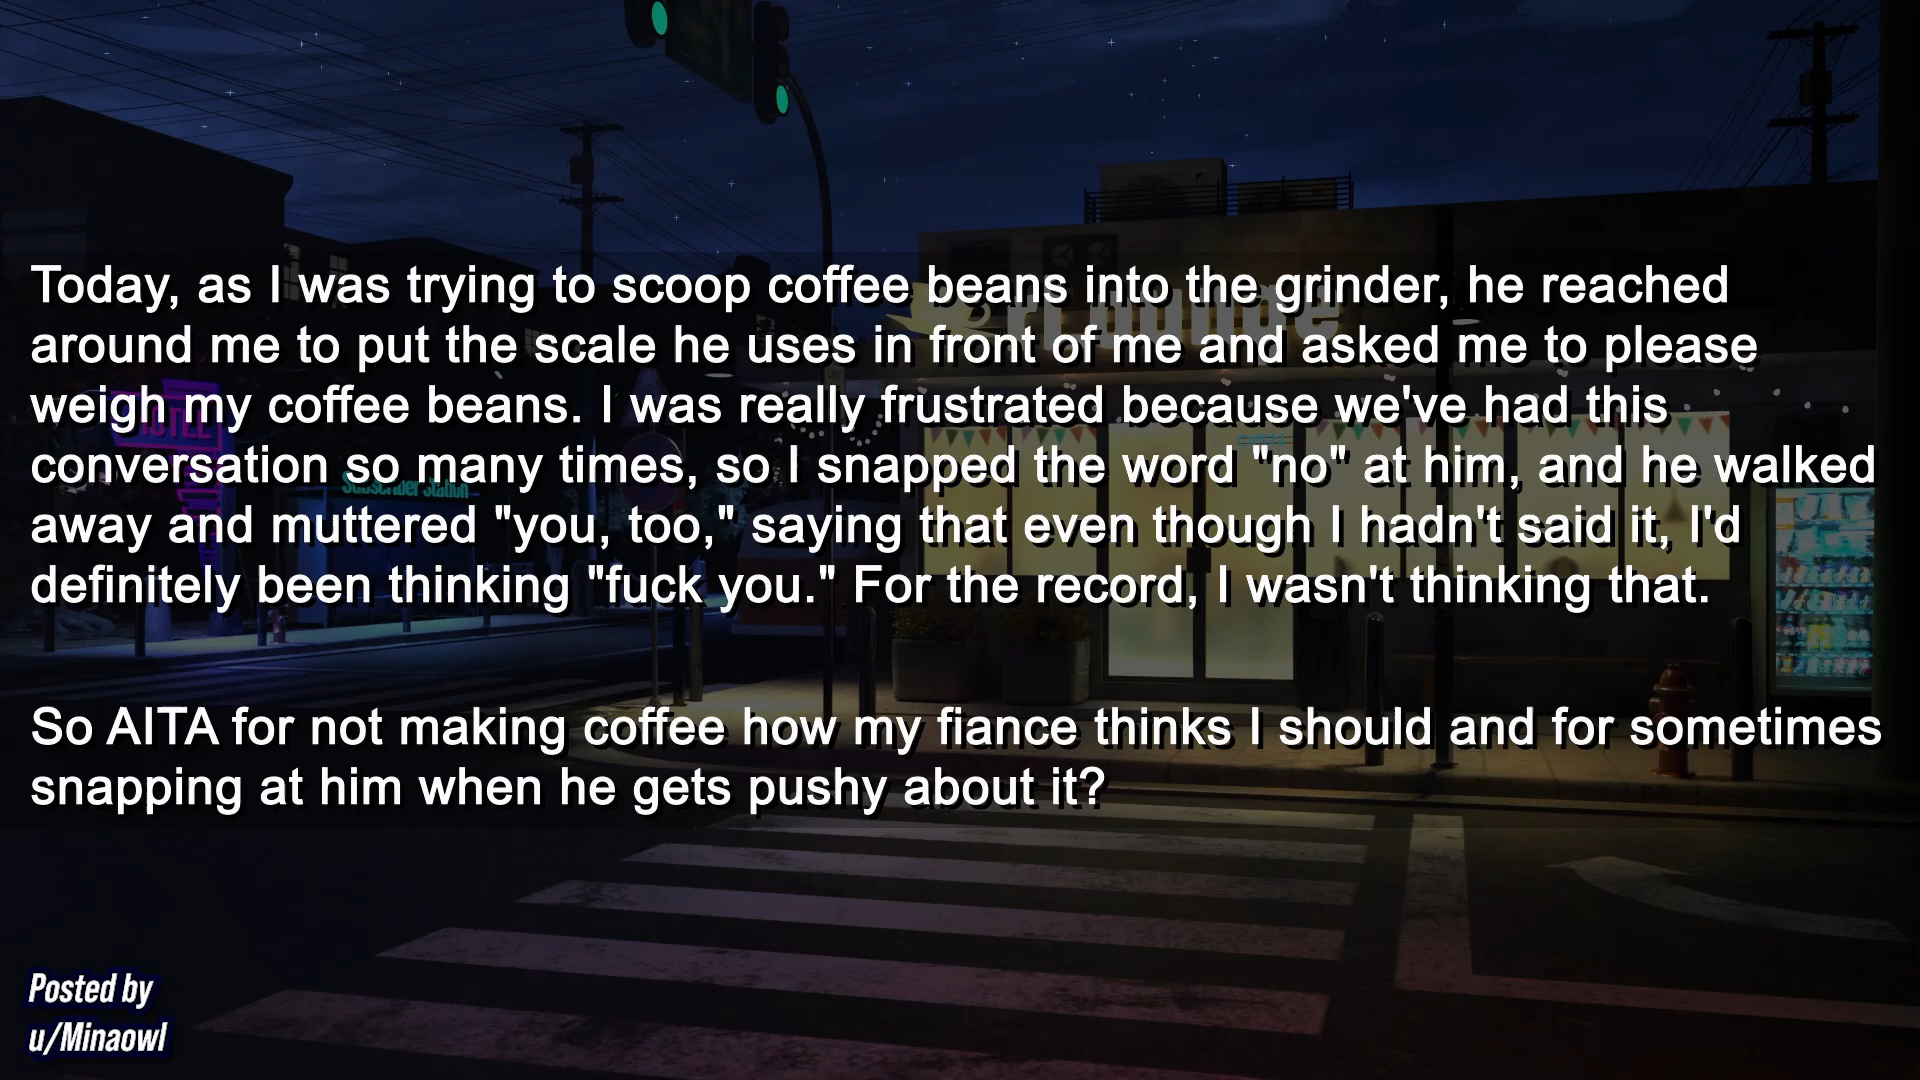 Today, as I was trying to scoop coffee beans into the grinder, he reached
around me to put the scale he uses in front of me and asked me to please
weigh my coffee beans. I was really frustrated because we've had this
conversation so many times, so I snapped the word "no" at him, and he walked
away and muttered "you, too," saying that even though I hadn't said it, I'd
definitely been thinking "fuck you." For the record, I wasn't thinking that.
So AITA for not making coffee how my fiance thinks I should and for sometimes
snapping at him when he gets pushy about it?
Subscriber Station
Posted by
u/Minaowl